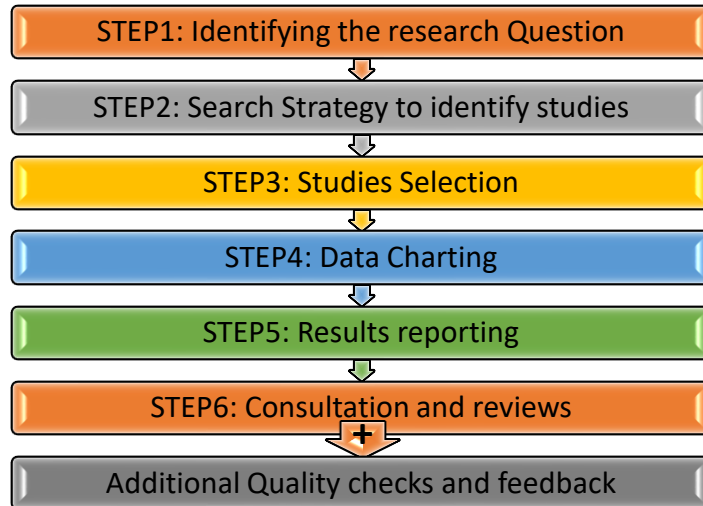 STEP1: Identifying the research Question
STEP2: Search Strategy to identify studies
STEP3: Studies Selection
STEP4: Data Charting
STEP5: Results reporting
STEP6: Consultation and reviews
+
Additional Quality checks and feedback